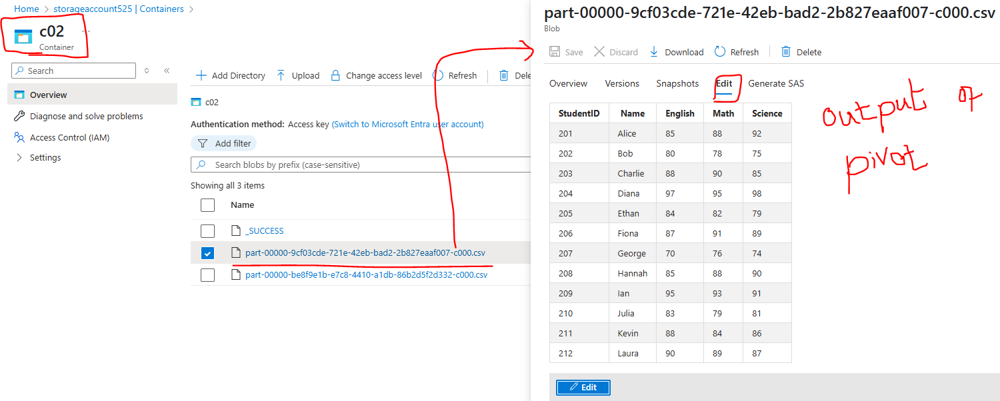 Home > storageaccount525 | Containers >
c02 ...
Container
Search
Overview
Diagnose and solve problems
Access Control (IAM)
Settings
Add Directory Upload Change access level Refresh Dele
c02
Authentication method: Access key (Switch to Microsoft Entra user account)
Add filter
Search blobs by prefix (case-sensitive)
Showing all 3 items
Name
_SUCCESS
part-00000-9cf03cde-721e-42eb-bad2-2b827eaaf007-c000.csv
part-00000-be8f9e1b-e7c8-4410-a1db-86b2d5f2d332-c000.csv
part-00000-9cf03cde-721e-42eb-bad2-2b827eaaf007-c000.csv
Blob
Save Discard Download Refresh Delete
Overview Versions Snapshots Edit Generate SAS
StudentID Name English Math Science
201 Alice 85 88 92
202 Bob 80 78 75
203 Charlie 88 90 85
204 Diana 97 95 98
205 Ethan 84 82 79
206 Fiona 87 91 89
207 George 70 76 74
208 Hannah 85 88 90
209 Ian 95 93 91
210 Julia 83 79 81
211 Kevin 88 84 86
212 Laura 90 89 87
Edit
output of
pivot